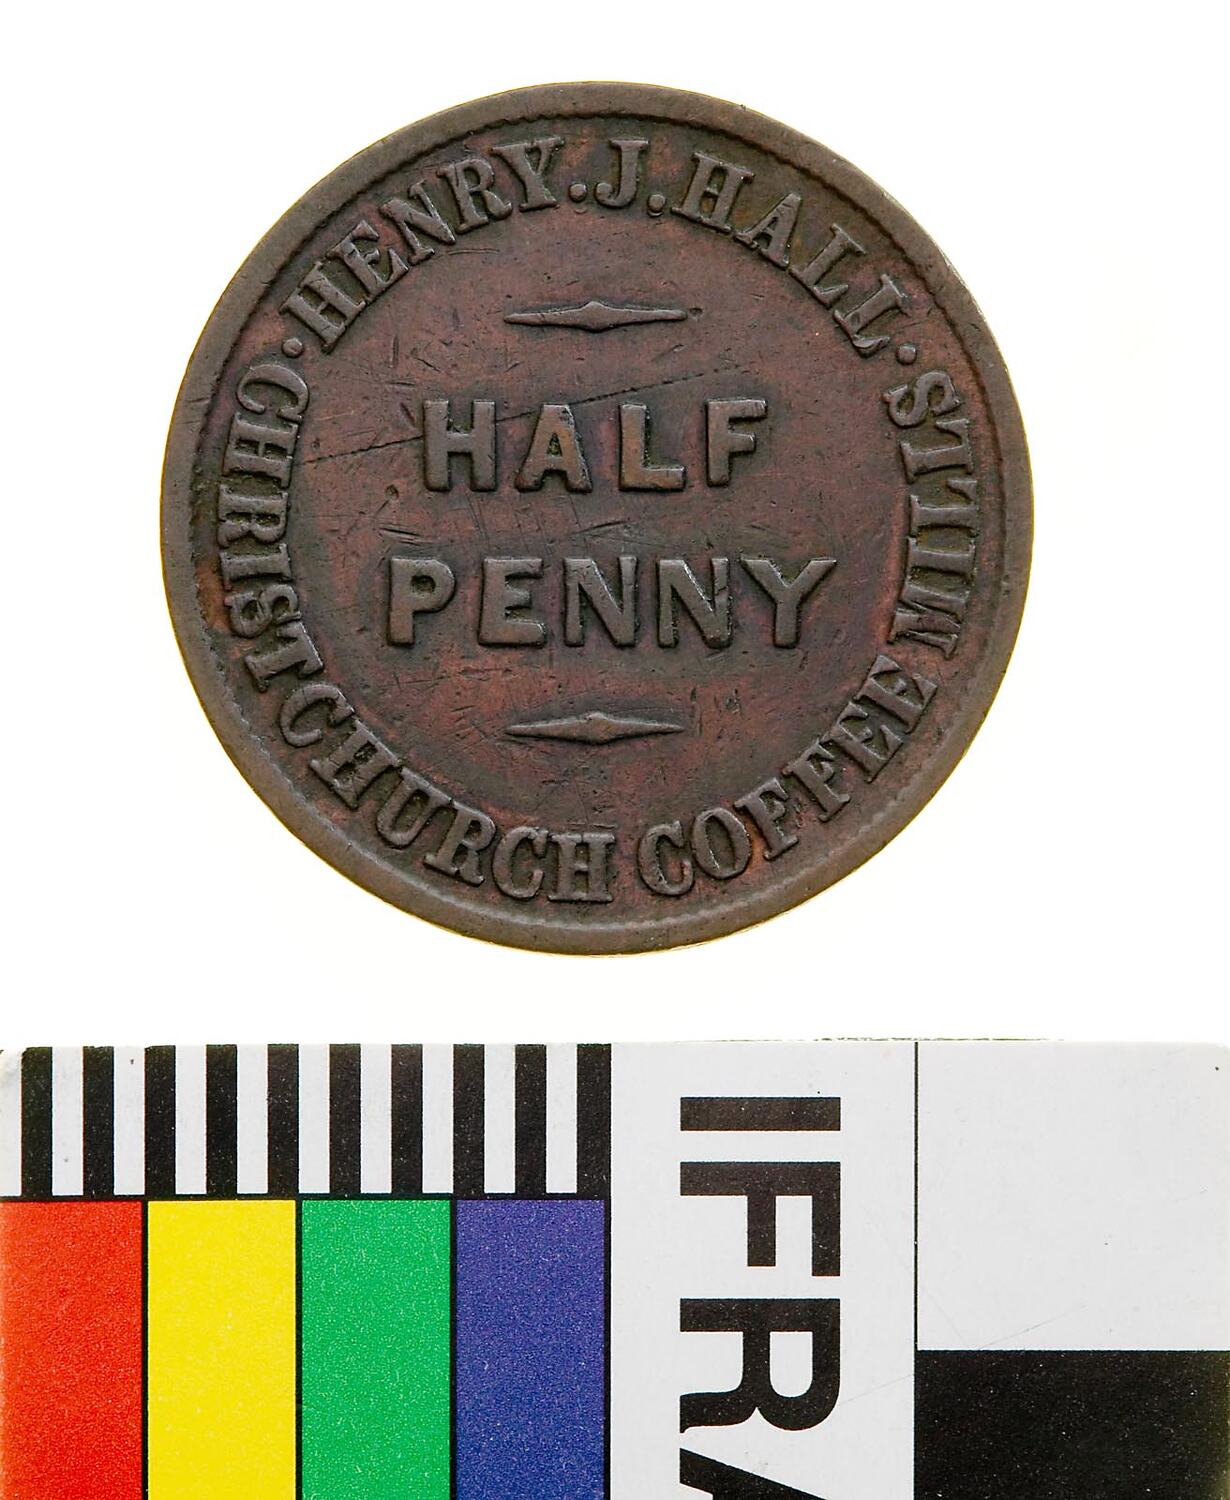 ·HENRY.J.HALL·
CHRISTCHURCH COFFEE MILLS
HALF
PENNY
IFRA